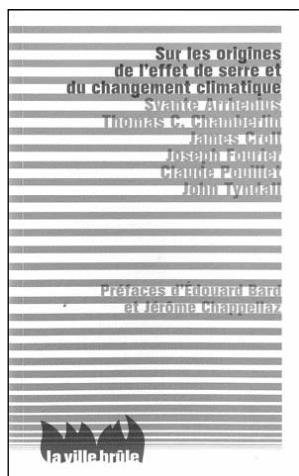 Sur les origines
de l'effet de serre et
du changement climatique
Svante Arrhenius
Thomas C. Chamberlin
James Croll
Joseph Fourier
Claude Pouillet
John Tyndall
Préfaces d'Édouard Bard
et Jérôme Chappellaz
la ville brûle